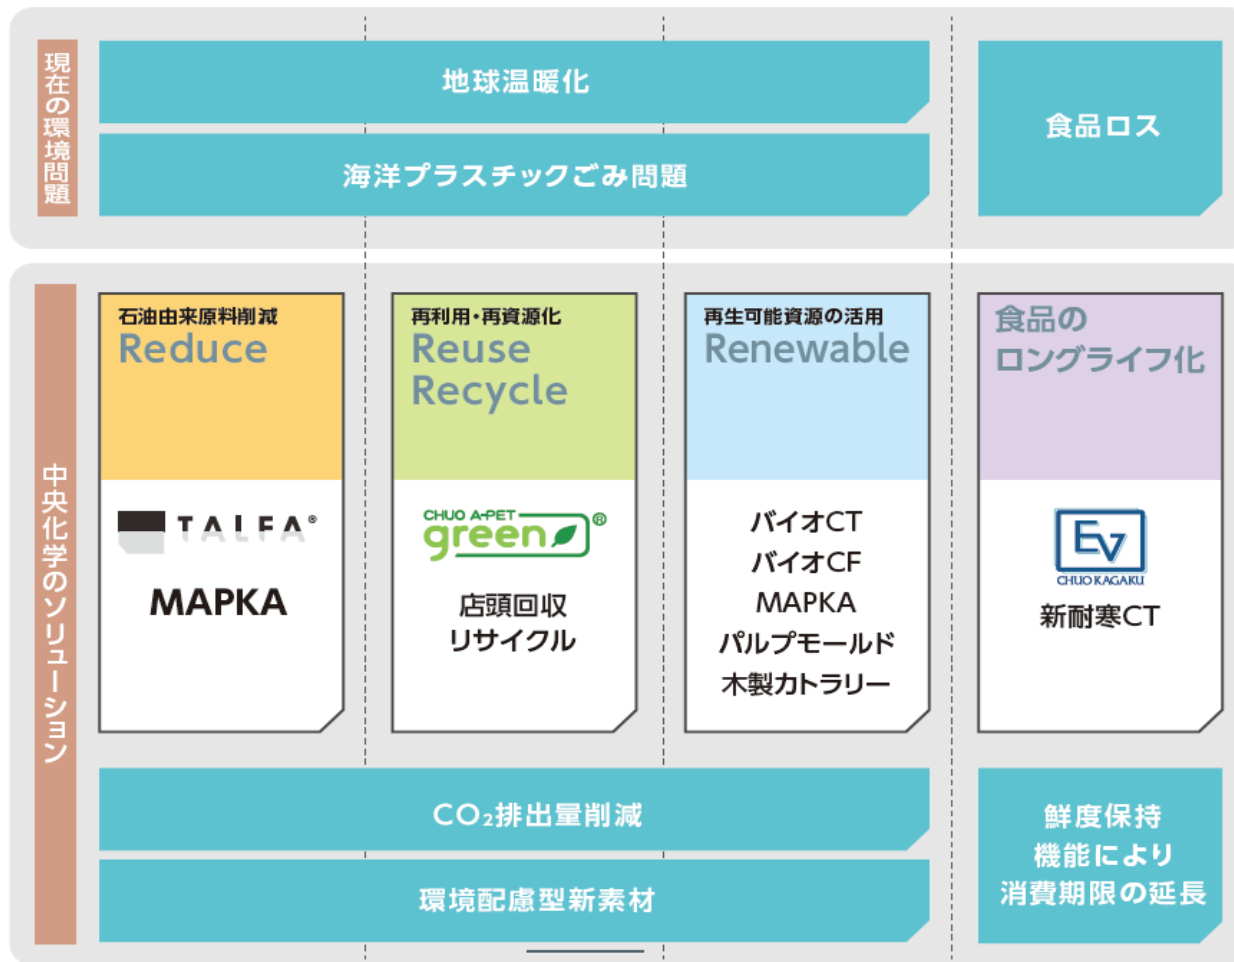 現在の環境問題
地球温暖化
海洋プラスチックごみ問題
食品ロス
中央化学のソリューション
石油由来原料削減
Reduce
TALFA®
MAPKA
再利用・再資源化
Reuse
Recycle
CHUO A-PET
green®
店頭回収
リサイクル
再生可能資源の活用
Renewable
バイオCT
バイオCF
MAPKA
パルプモールド
木製カトラリー
食品の
ロングライフ化
EV
CHUO KAGAKU
新耐寒CT
CO₂排出量削減
環境配慮型新素材
鮮度保持
機能により
消費期限の延長